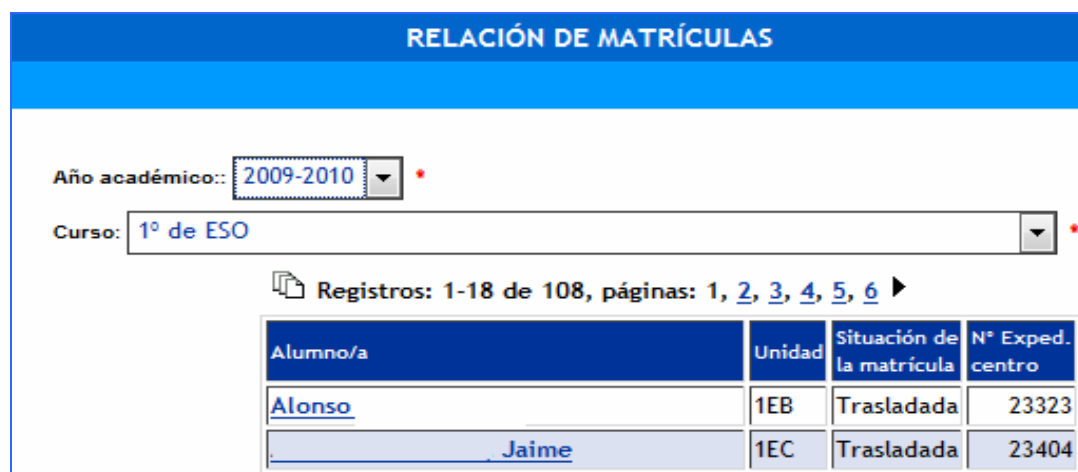 RELACIÓN DE MATRÍCULAS
Año académico:: 2009-2010 *
Curso: 1º de ESO *
Registros: 1-18 de 108, páginas: 1, 2, 3, 4, 5, 6
Alumno/a Unidad Situación de la matrícula Nº Exped. centro
Alonso 1EB Trasladada 23323
Jaime 1EC Trasladada 23404